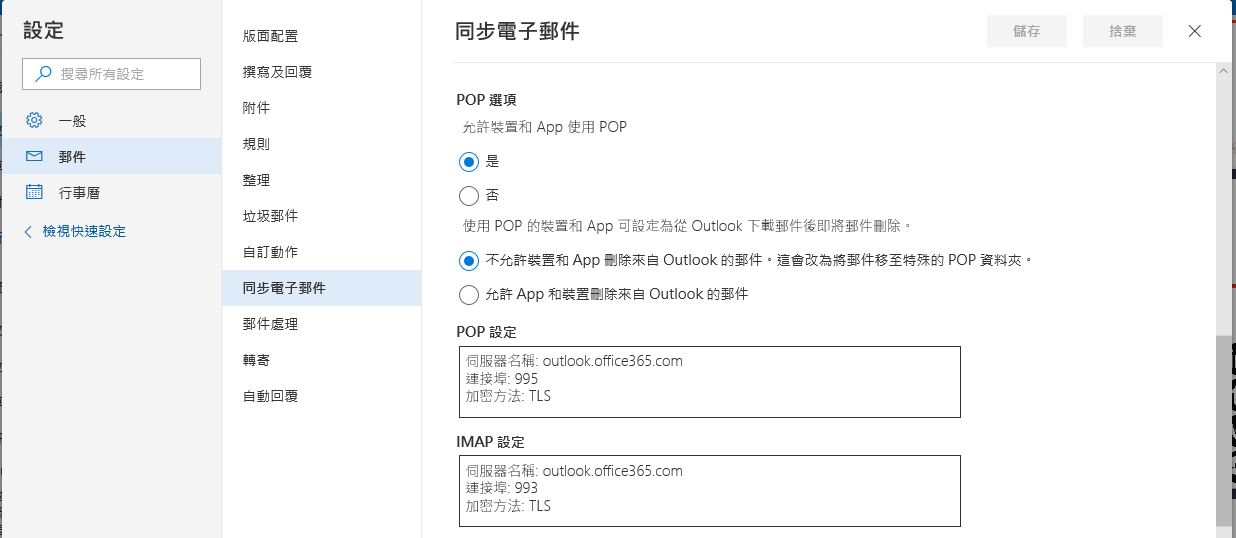 設定
搜尋所有設定
一般
郵件
行事曆
檢視快速設定
版面配置
撰寫及回覆
附件
規則
整理
垃圾郵件
自訂動作
同步電子郵件
郵件處理
轉寄
自動回覆
同步電子郵件
儲存
捨棄
POP 選項
允許裝置和 App 使用 POP
是
否
使用 POP 的裝置和 App 可設定為從 Outlook 下載郵件後即將郵件刪除。
不允許裝置和 App 刪除來自 Outlook 的郵件。這會改為將郵件移至特殊的 POP 資料夾。
允許 App 和裝置刪除來自 Outlook 的郵件
POP 設定
伺服器名稱: outlook.office365.com
連接埠: 995
加密方法: TLS
IMAP 設定
伺服器名稱: outlook.office365.com
連接埠: 993
加密方法: TLS